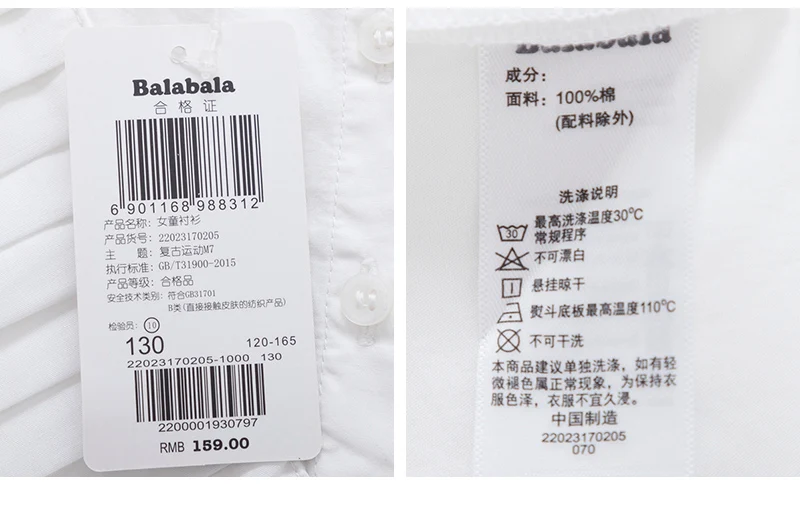 Balabala
合格证
6 901168 988312
产品名称: 女童衬衫
产品货号: 22023170205
主 题: 复古运动M7
执行标准: GB/T31900-2015
产品等级: 合格品
安全技术类别: 符合GB31701
B类(直接接触皮肤的纺织产品)
检验员: 10
130 120-165
22023170205-1000 130
2200001930797
RMB 159.00
Balabala
成分:
面料: 100%棉
(配料除外)
洗涤说明
30 最高洗涤温度30℃
常规程序
不可漂白
悬挂晾干
熨斗底板最高温度110℃
不可干洗
本商品建议单独洗涤, 如有轻
微褪色属正常现象, 为保持衣
服色泽, 衣服不宜久浸。
中国制造
22023170205
070